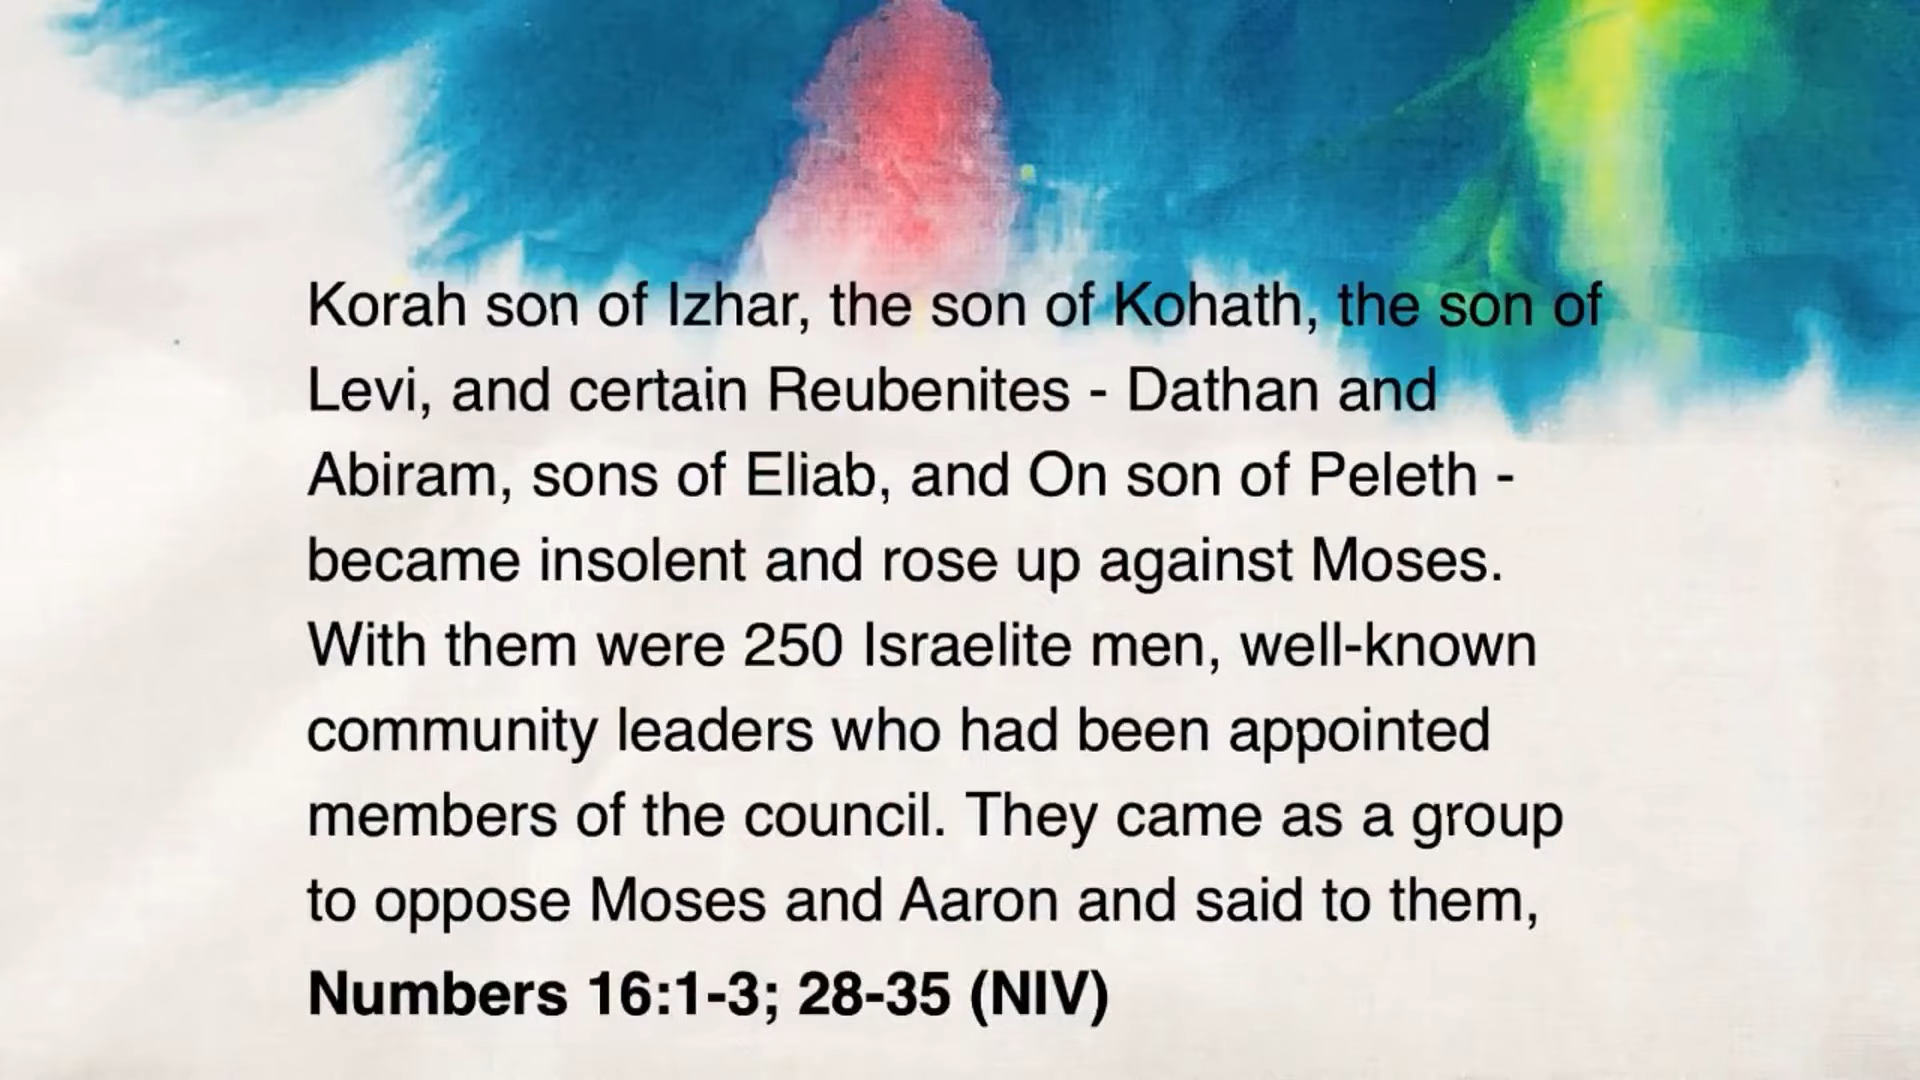 Korah son of Izhar, the son of Kohath, the son of
Levi, and certain Reubenites - Dathan and
Abiram, sons of Eliab, and On son of Peleth -
became insolent and rose up against Moses.
With them were 250 Israelite men, well-known
community leaders who had been appointed
members of the council. They came as a group
to oppose Moses and Aaron and said to them,
Numbers 16:1-3; 28-35 (NIV)